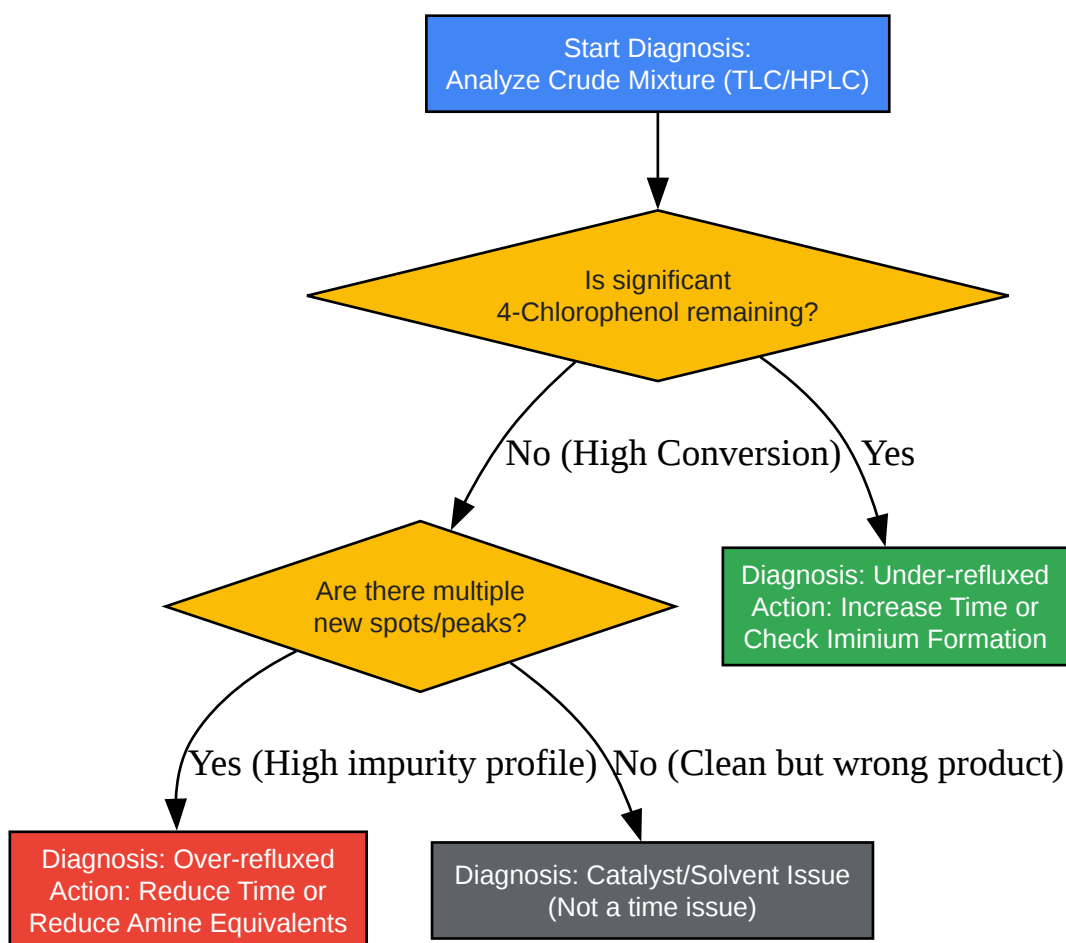 Start Diagnosis:
Analyze Crude Mixture (TLC/HPLC)
Is significant
4-Chlorophenol remaining?
No (High Conversion)
Yes
Are there multiple
new spots/peaks?
Diagnosis: Under-refluxed
Action: Increase Time or
Check Iminium Formation
Yes (High impurity profile)
No (Clean but wrong product)
Diagnosis: Over-refluxed
Action: Reduce Time or
Reduce Amine Equivalents
Diagnosis: Catalyst/Solvent Issue
(Not a time issue)